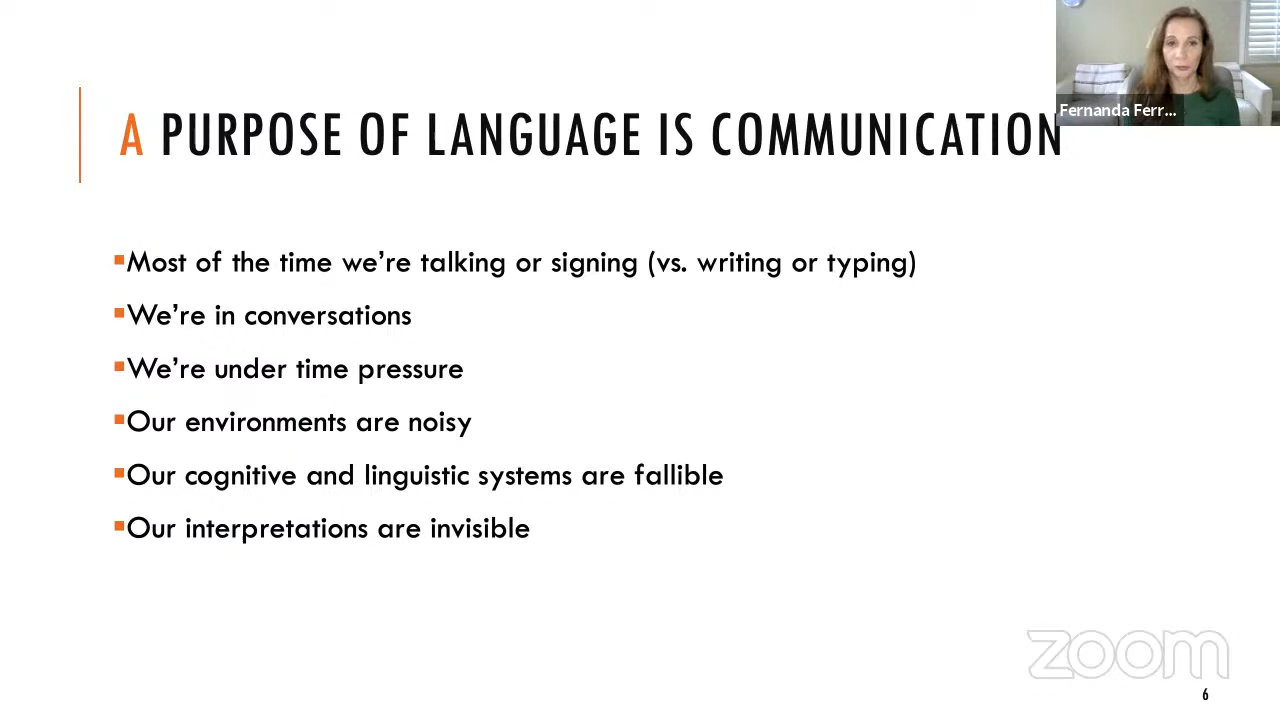 Fernanda Ferr...
A PURPOSE OF LANGUAGE IS COMMUNICATION
▪Most of the time we’re talking or signing (vs. writing or typing)
▪We’re in conversations
▪We’re under time pressure
▪Our environments are noisy
▪Our cognitive and linguistic systems are fallible
▪Our interpretations are invisible
zoom
6